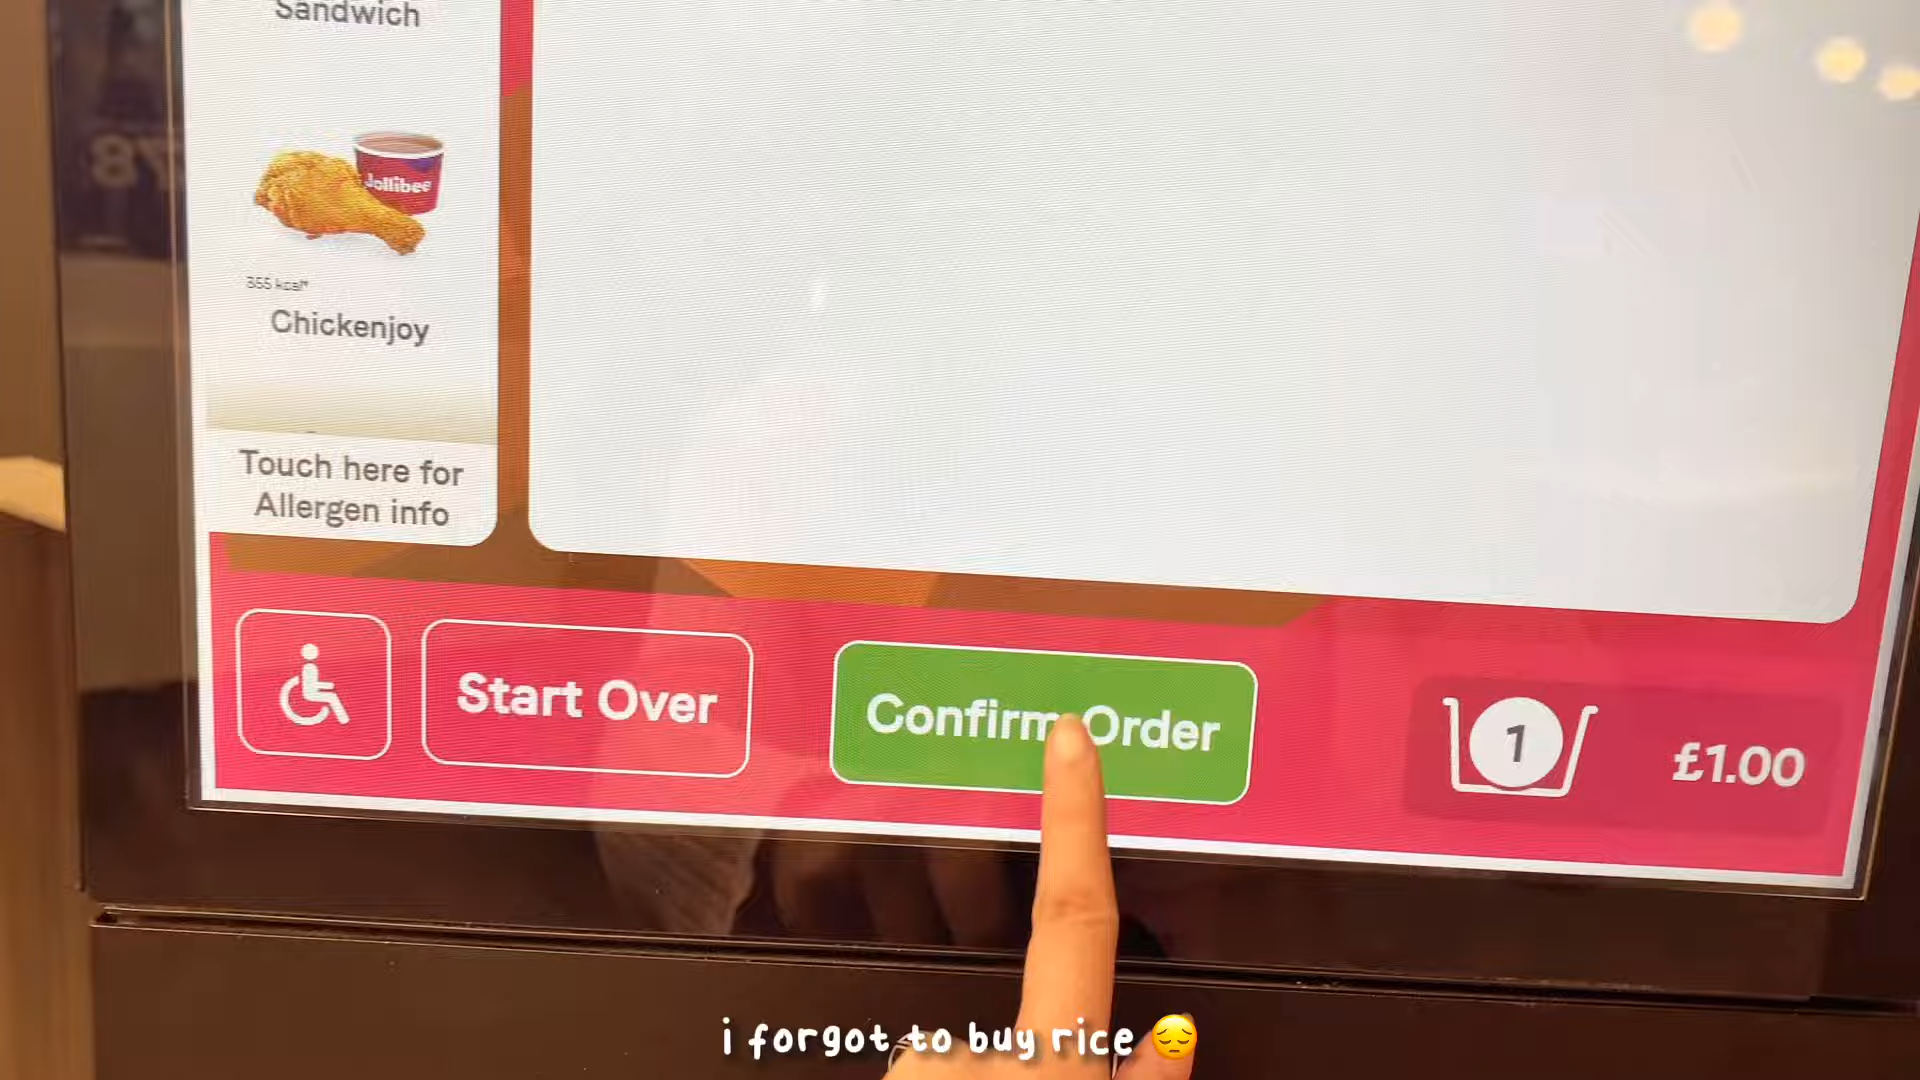 Sandwich
Jollibee
355 kcal*
Chickenjoy
Touch here for
Allergen info
Start Over
Confirm Order
1
£1.00
i forgot to buy rice 😔